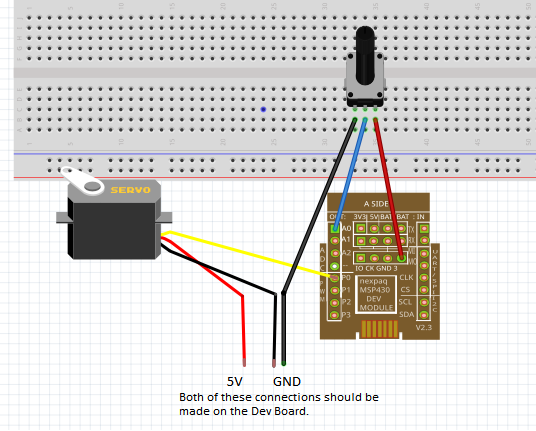 SERVO
A SIDE
OUT: 3V3 5V BAT BAT : IN
A0
A1
A2
IO CK GND 3
P0
CLK
nexpaq
P1
MSP430
CS
DEV
P2
SCL
MODULE
P3
SDA
V2.3
5V GND
Both of these connections should be
made on the Dev Board.